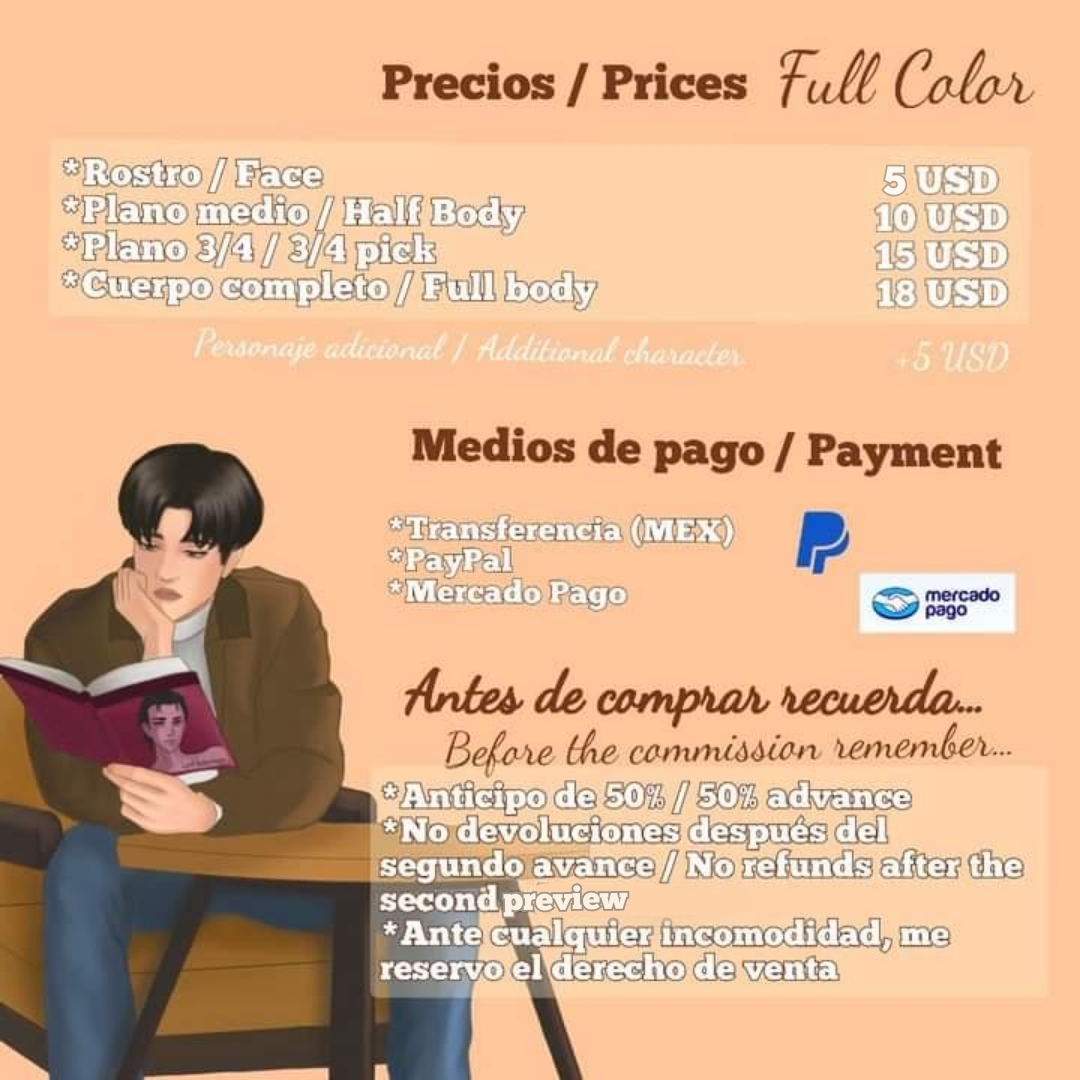 Precios / Prices Full Color
*Rostro / Face 5 USD
*Plano medio / Half Body 10 USD
*Plano 3/4 / 3/4 pick 15 USD
*Cuerpo completo / Full body 18 USD
Personaje adicional / Additional character. +5 USD
Medios de pago / Payment
*Transferencia (MEX)
*PayPal
*Mercado Pago
mercado
pago
Antes de comprar recuerda...
Before the commission remember...
*Anticipo de 50% / 50% advance
*No devoluciones después del
segundo avance / No refunds after the
second preview
*Ante cualquier incomodidad, me
reservo el derecho de venta